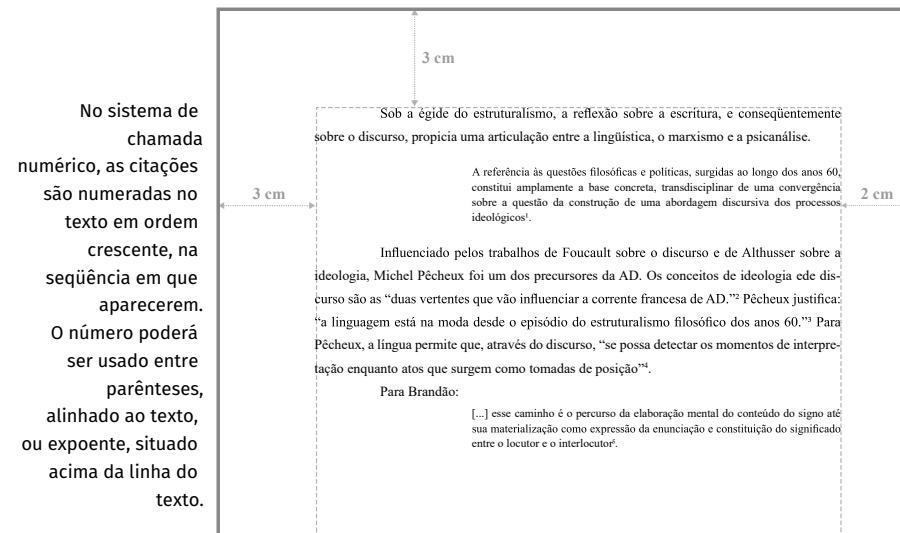 No sistema de
chamada
numérico, as citações
são numeradas no
texto em ordem
crescente, na
seqüência em que
aparecerem.
O número poderá
ser usado entre
parênteses,
alinhado ao texto,
ou expoente, situado
acima da linha do
texto.
3 cm
3 cm
2 cm
Sob a égide do estruturalismo, a reflexão sobre a escritura, e conseqüentemente
sobre o discurso, propicia uma articulação entre a lingüística, o marxismo e a psicanálise.
A referência às questões filosóficas e políticas, surgidas ao longo dos anos 60,
constitui amplamente a base concreta, transdisciplinar de uma convergência
sobre a questão da construção de uma abordagem discursiva dos processos
ideológicos¹.
Influenciado pelos trabalhos de Foucault sobre o discurso e de Althusser sobre a
ideologia, Michel Pêcheux foi um dos precursores da AD. Os conceitos de ideologia ede dis-
curso são as “duas vertentes que vão influenciar a corrente francesa de AD.”² Pêcheux justifica:
“a linguagem está na moda desde o episódio do estruturalismo filosófico dos anos 60.”³ Para
Pêcheux, a língua permite que, através do discurso, “se possa detectar os momentos de interpre-
tação enquanto atos que surgem como tomadas de posição”⁴.
Para Brandão:
[...] esse caminho é o percurso da elaboração mental do conteúdo do signo até
sua materialização como expressão da enunciação e constituição do significado
entre o locutor e o interlocutor⁶.